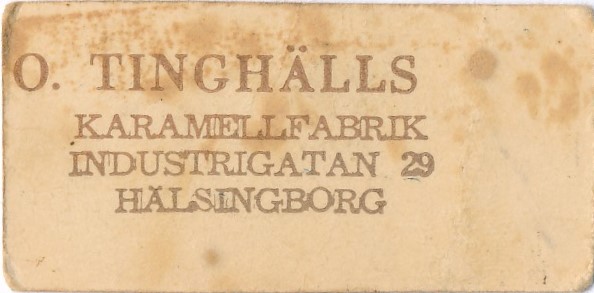 O. TINGHÄLLS
KARAMELLFABRIK
INDUSTRIGATAN 29
HÄLSINGBORG